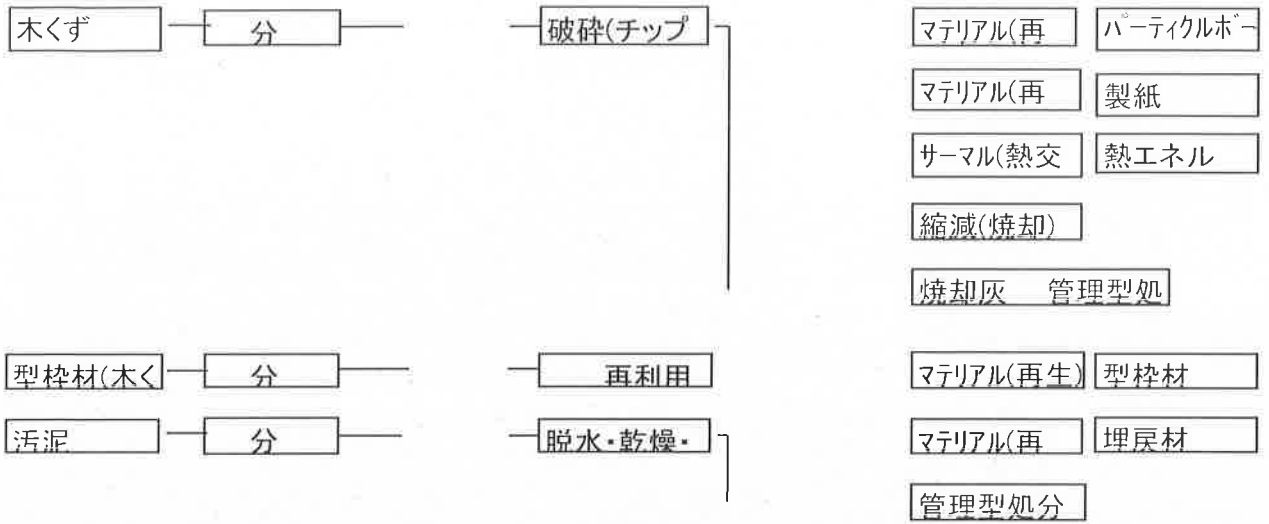 木くず 分 破砕(チップ マテリアル(再 パーティクルボー
マテリアル(再 製紙
サーマル(熱交 熱エネル
縮減(焼却)
焼却灰 管理型処
型枠材(木く 分 再利用 マテリアル(再生) 型枠材
汚泥 分 脱水・乾燥・ マテリアル(再 埋戻材
管理型処分